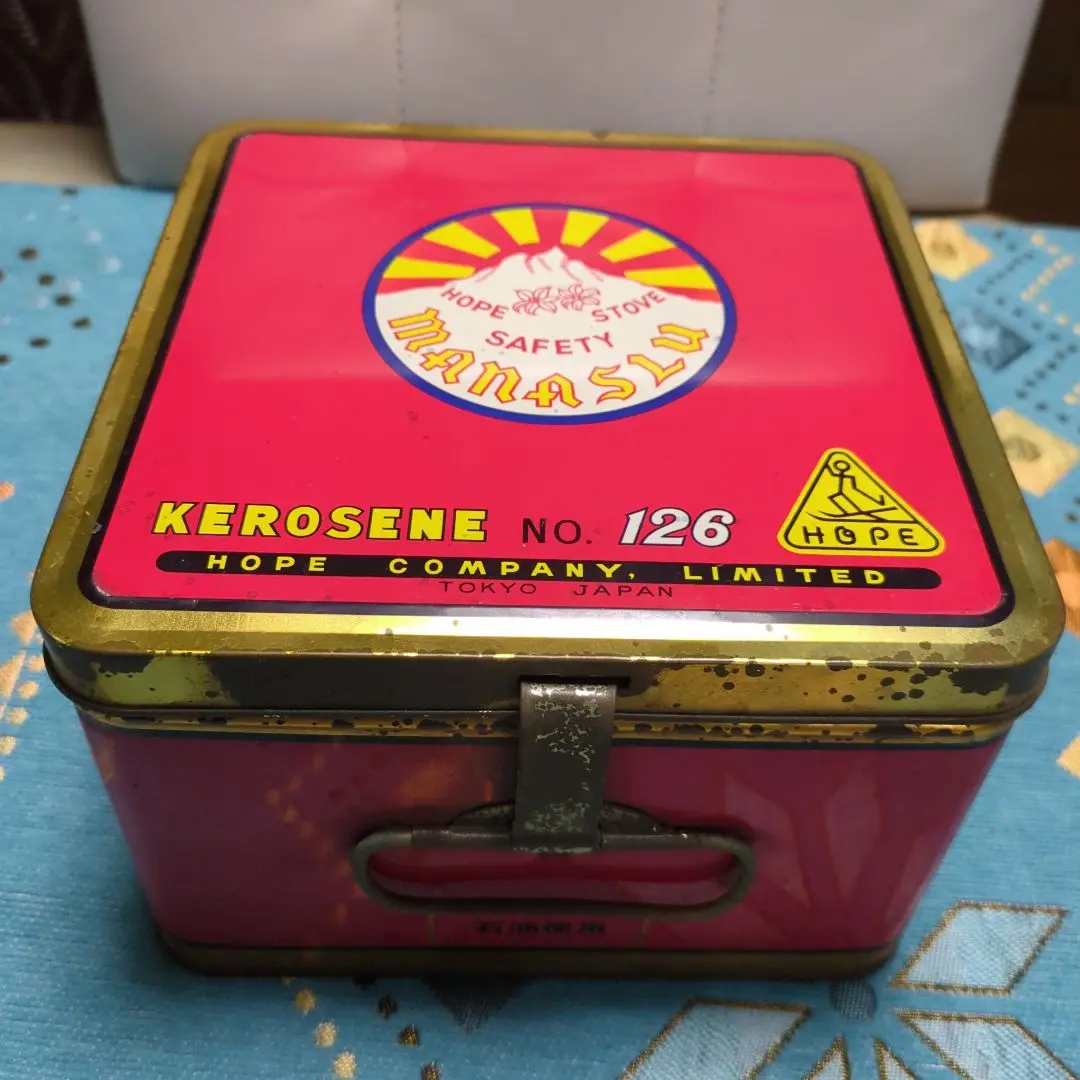 HOPE STOVE
SAFETY
MANASLU
KEROSENE NO. 126
HOPE
HOPE COMPANY, LIMITED
TOKYO JAPAN